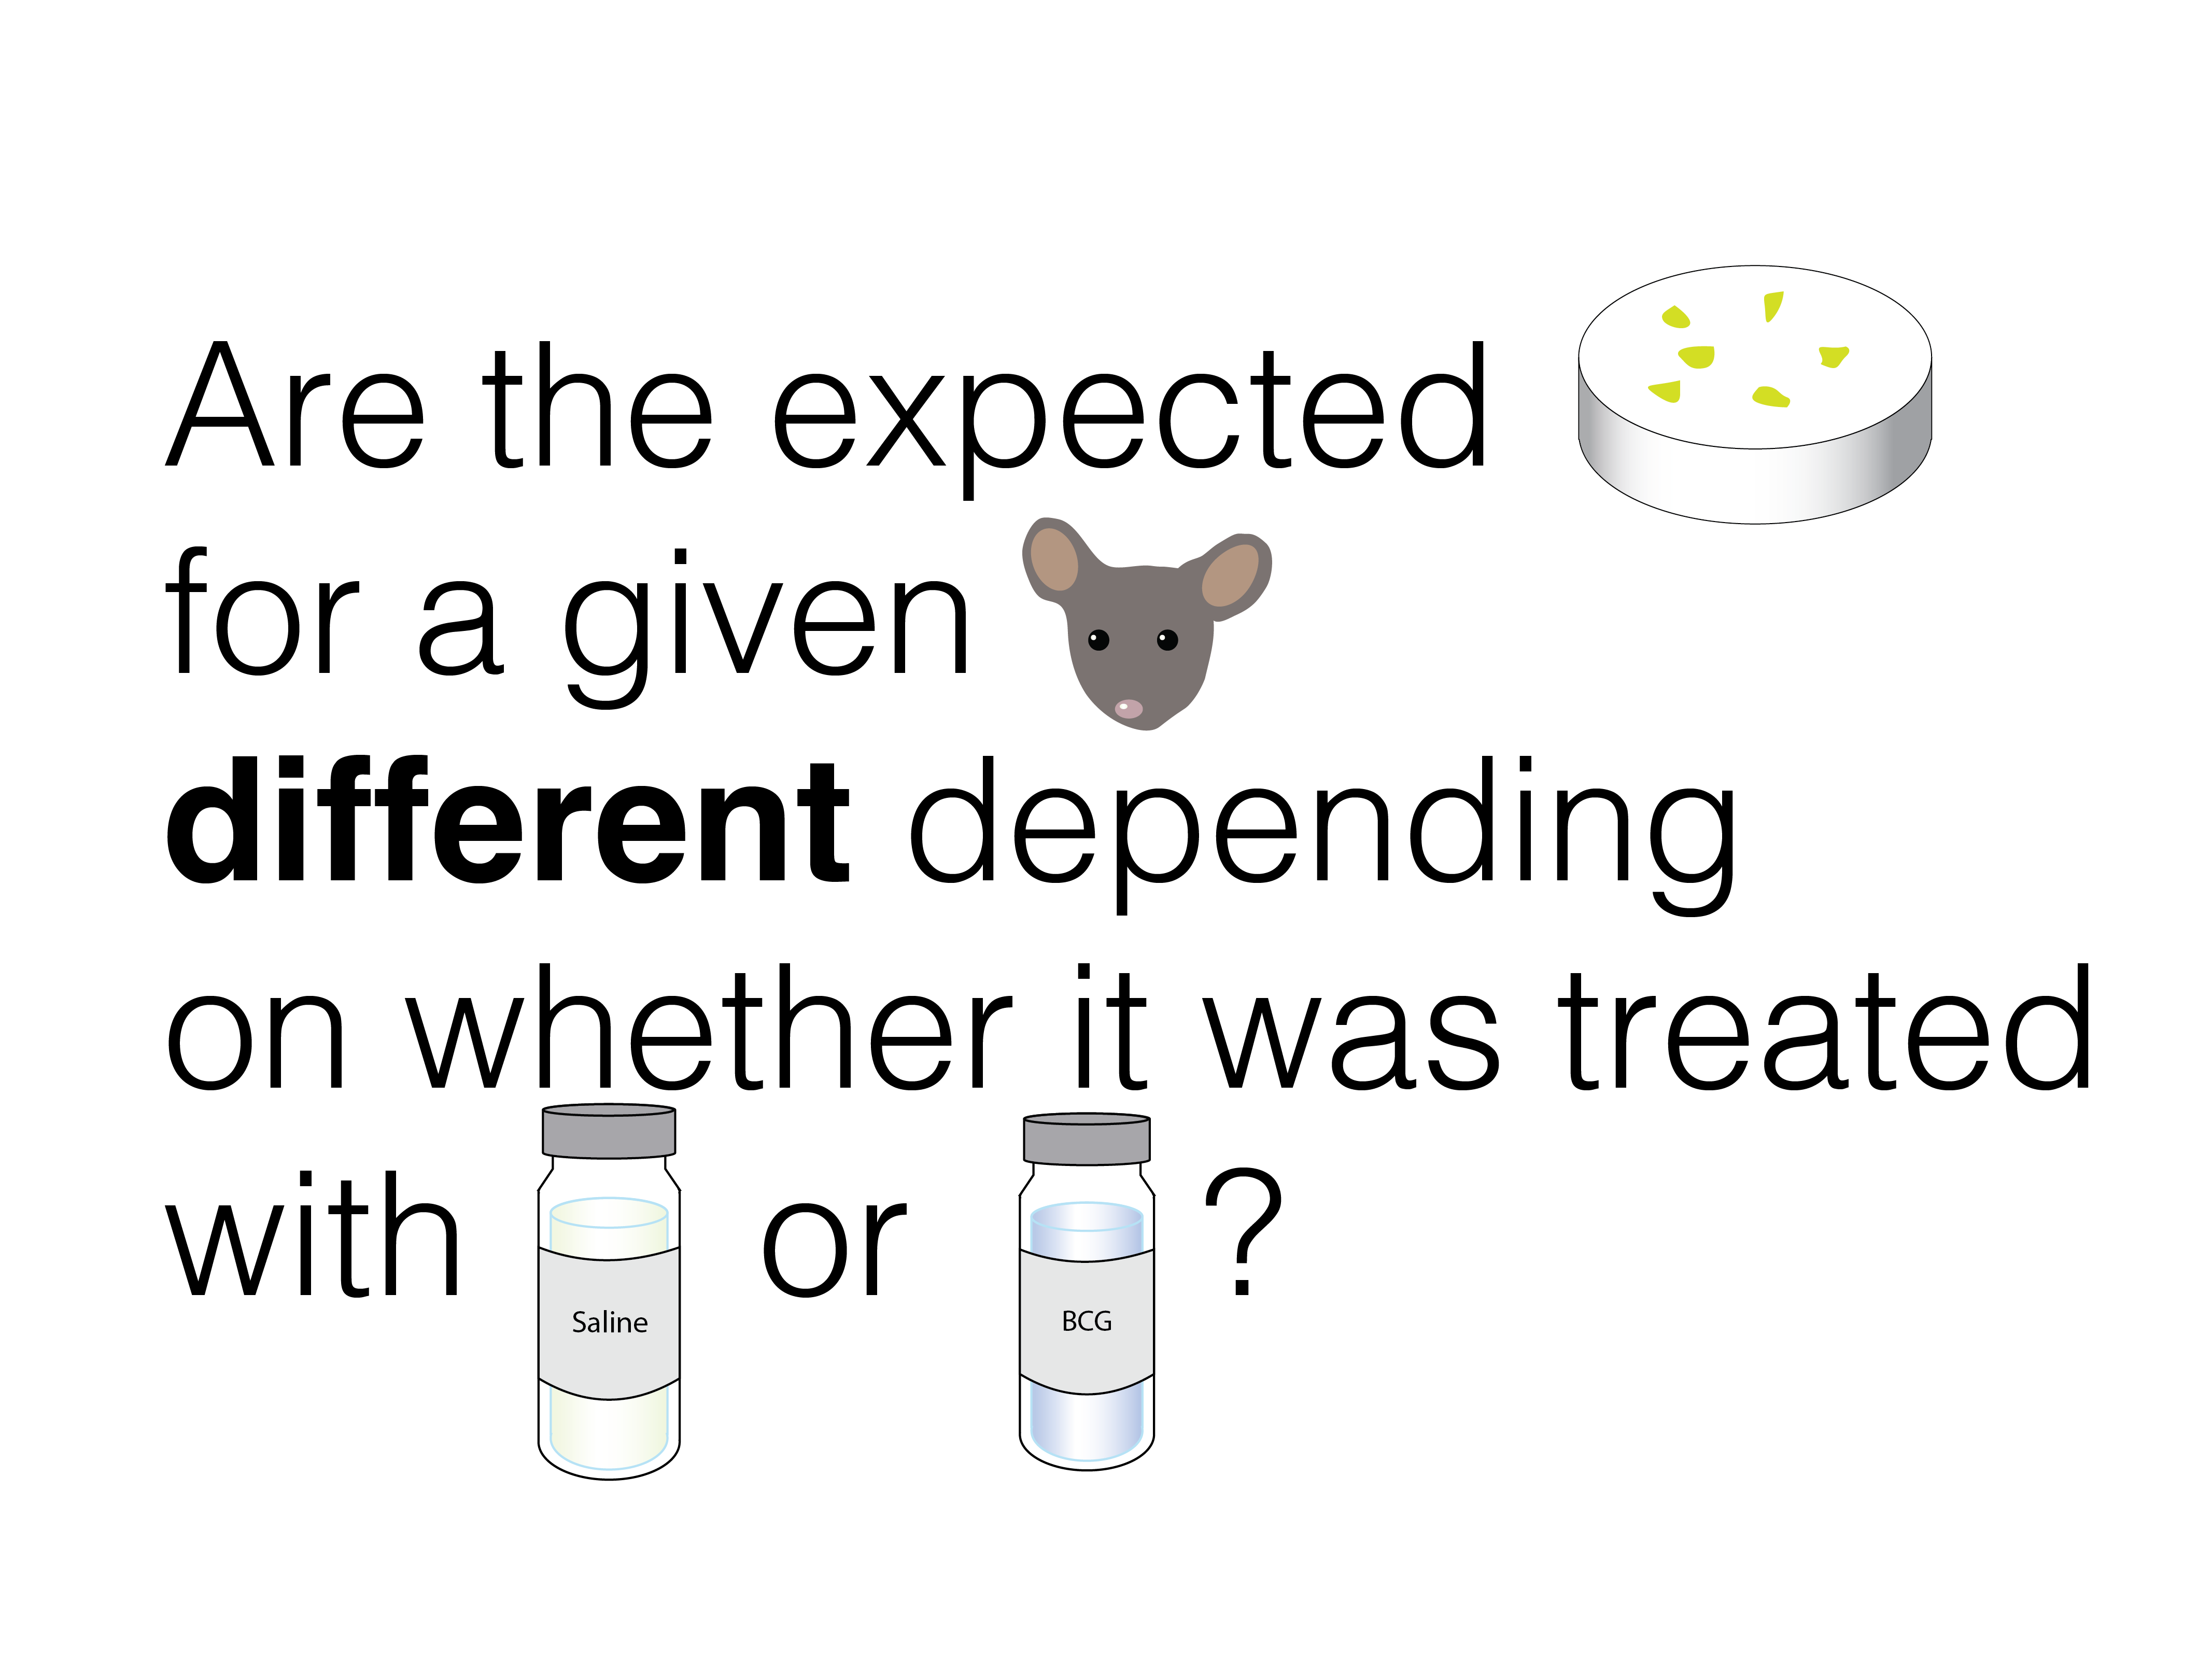 Are the expected
for a given
different depending
on whether it was treated
with or ?
Saline BCG